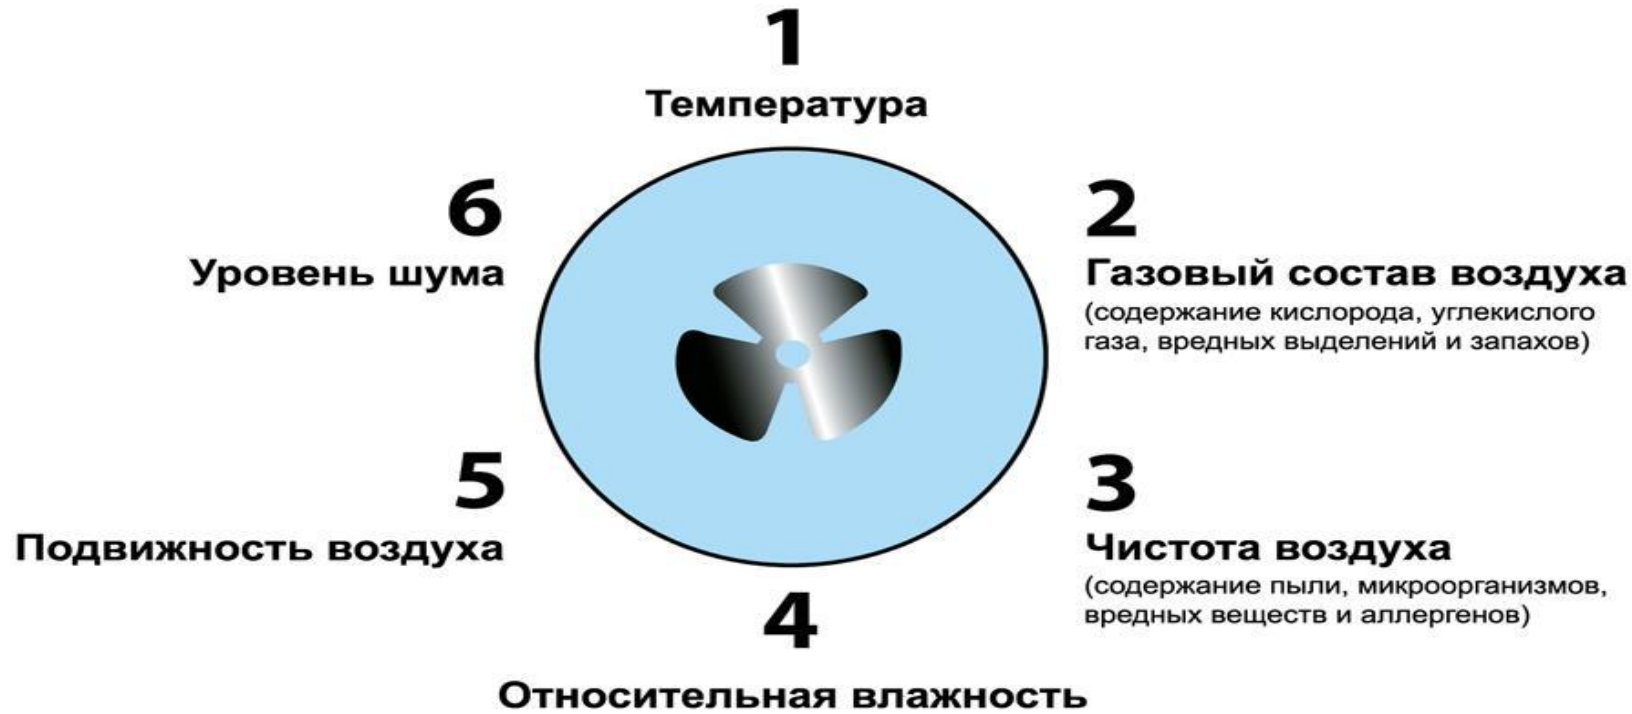 1
Температура
2
Газовый состав воздуха
(содержание кислорода, углекислого
газа, вредных выделений и запахов)
3
Чистота воздуха
(содержание пыли, микроорганизмов,
вредных веществ и аллергенов)
4
Относительная влажность
5
Подвижность воздуха
6
Уровень шума